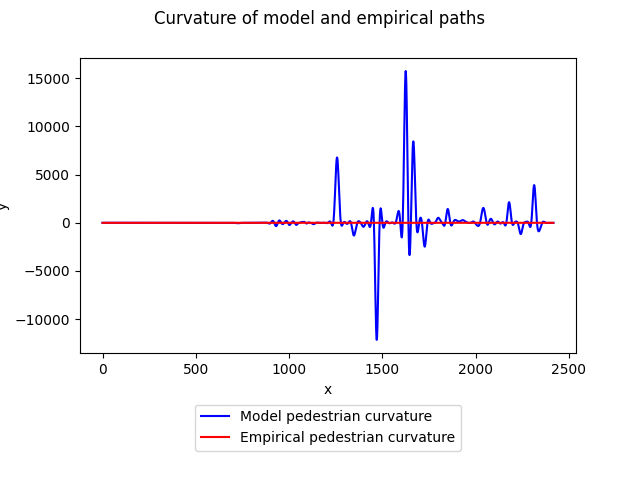 Curvature of model and empirical paths
15000
10000
5000
0
−5000
−10000
y
0 500 1000 1500 2000 2500
x
Model pedestrian curvature
Empirical pedestrian curvature